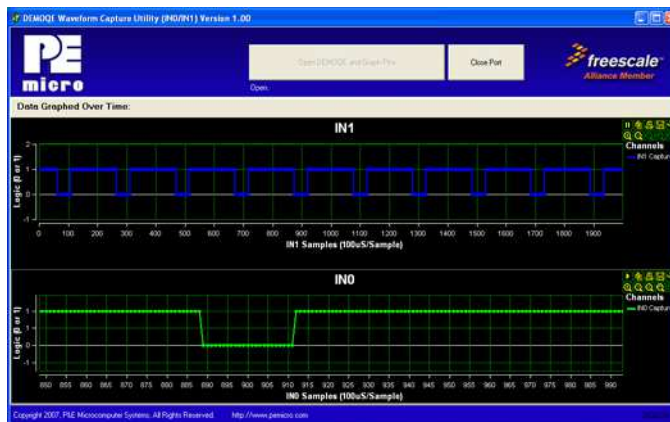 DEMOQE Waveform Capture Utility (IN0/IN1) Version 1.00
PE
micro
Open DEMOQE and Graph Pins
Close Port
freescale
Alliance Member
Open.
Data Graphed Over Time:
IN1
Channels
IN1 Captur
Logic (0 or 1)
2
1
0
-1
0 100 200 300 400 500 600 700 800 900 1000 1100 1200 1300 1400 1500 1600 1700 1800 1900
IN1 Samples (100uS/Sample)
IN0
Channels
IN0 Captur
Logic (0 or 1)
1
1
0
-1
850 855 860 865 870 875 880 885 890 895 900 905 910 915 920 925 930 935 940 945 950 955 960 965 970 975 980 985 990
IN0 Samples (100uS/Sample)
Copyright 2007, P&E Microcomputer Systems. All Rights Reserved. http://www.pemicro.com